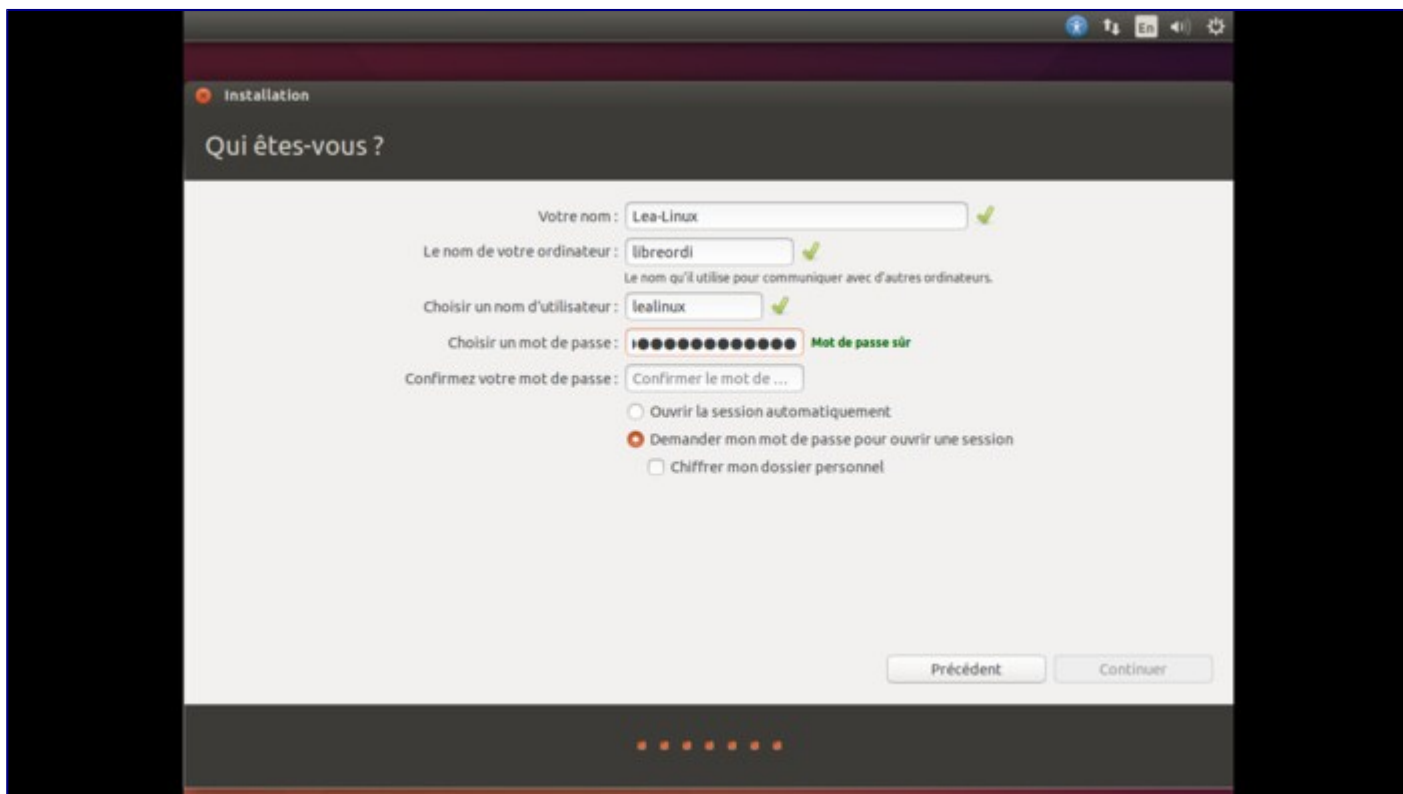 En
Installation
Qui êtes-vous ?
Votre nom : Lea-Linux
Le nom de votre ordinateur : libreordi
Le nom qu'il utilise pour communiquer avec d'autres ordinateurs.
Choisir un nom d'utilisateur : lealinux
Choisir un mot de passe : ●●●●●●●●●●●● Mot de passe sûr
Confirmez votre mot de passe : Confirmer le mot de ...
Ouvrir la session automatiquement
Demander mon mot de passe pour ouvrir une session
Chiffrer mon dossier personnel
Précédent Continuer